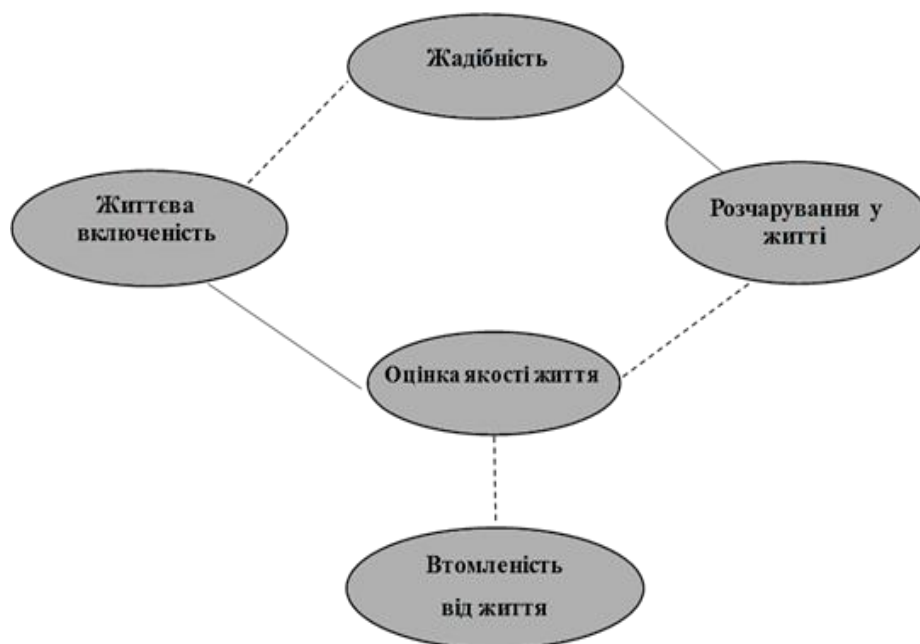 Жадібність
Життєва
включеність
Розчарування у
житті
Оцінка якості життя
Втомленість
від життя